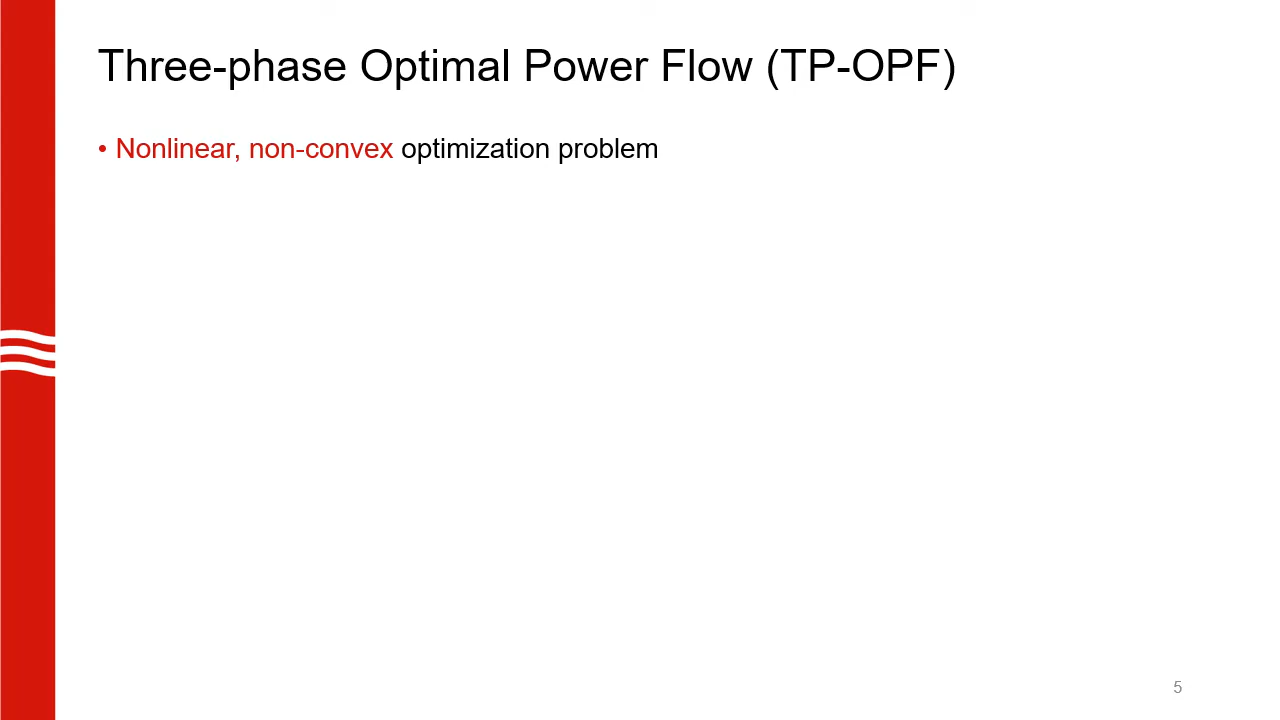 Three-phase Optimal Power Flow (TP-OPF)
• Nonlinear, non-convex optimization problem
5